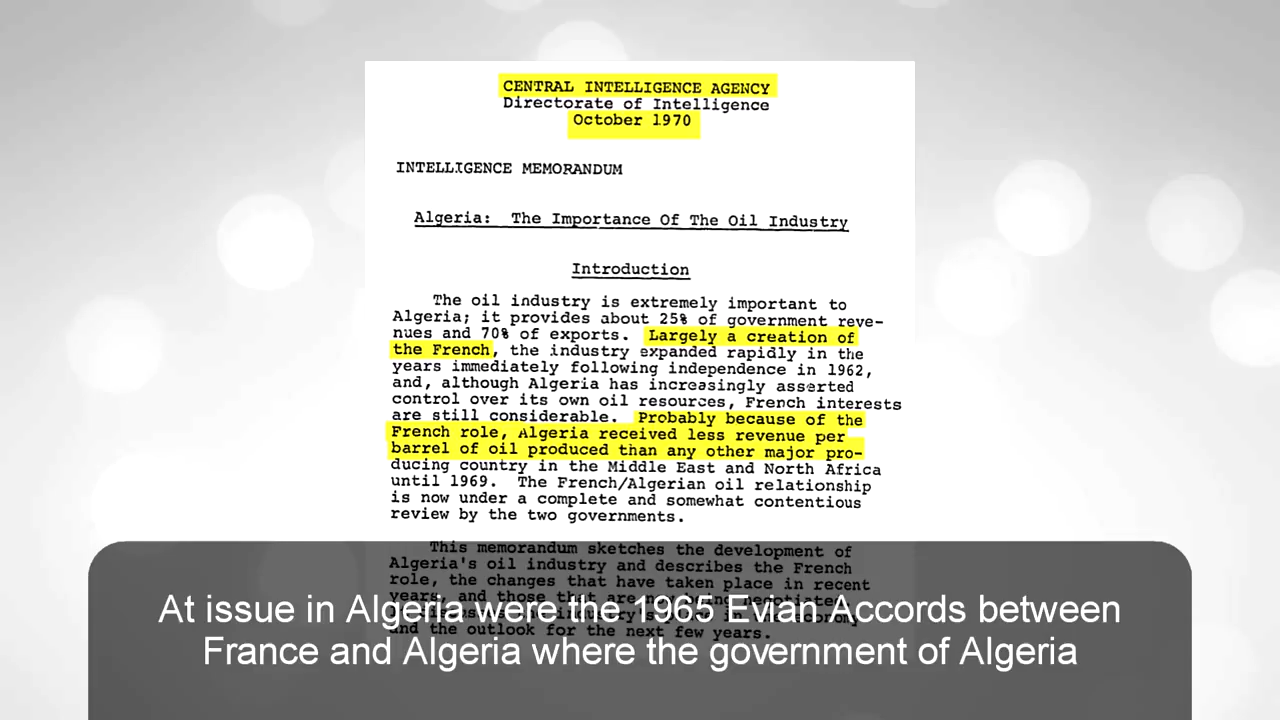 CENTRAL INTELLIGENCE AGENCY
Directorate of Intelligence
October 1970
INTELLIGENCE MEMORANDUM
Algeria: The Importance Of The Oil Industry
Introduction
The oil industry is extremely important to
Algeria; it provides about 25% of government reve-
nues and 70% of exports. Largely a creation of
the French, the industry expanded rapidly in the
years immediately following independence in 1962,
and, although Algeria has increasingly asserted
control over its own oil resources, French interests
are still considerable. Probably because of the
French role, Algeria received less revenue per
barrel of oil produced than any other major pro-
ducing country in the Middle East and North Africa
until 1969. The French/Algerian oil relationship
is now under a complete and somewhat contentious
review by the two governments.
This memorandum sketches the development of
Algeria's oil industry and describes the French
role, the changes that have taken place in recent
years, and those that are now being negotiated
and the outlook for the next few years.
At issue in Algeria were the 1965 Evian Accords between
France and Algeria where the government of Algeria